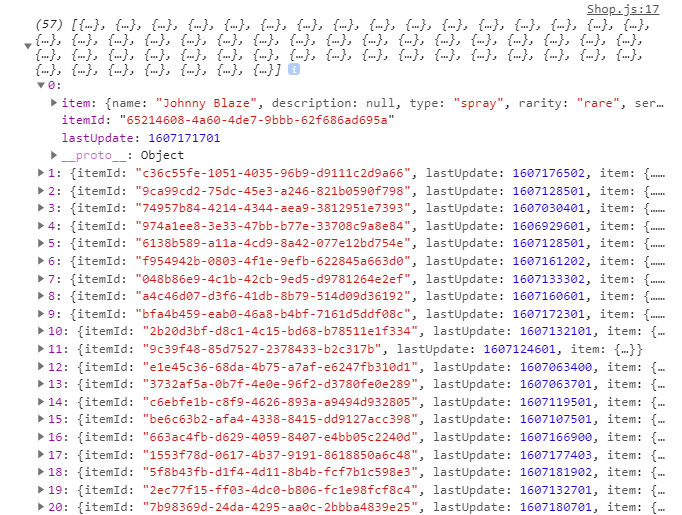 Shop.js:17
(57) [{…}, {…}, {…}, {…}, {…}, {…}, {…}, {…}, {…}, {…}, {…}, {…}, {…}, {…}, {…}, {…},
{…}, {…}, {…}, {…}, {…}, {…}, {…}, {…}, {…}, {…}, {…}, {…}, {…}, {…}, {…}, {…}, {…},
{…}, {…}, {…}, {…}, {…}, {…}, {…}, {…}, {…}, {…}, {…}, {…}, {…}, {…}, {…}, {…}, {…},
{…}, {…}, {…}, {…}, {…}, {…}, {…}] i
0:
item: {name: "Johnny Blaze", description: null, type: "spray", rarity: "rare", ser…
itemId: "65214608-4a60-4de7-9bbb-62f686ad695a"
lastUpdate: 1607171701
__proto__: Object
1: {itemId: "c36c55fe-1051-4035-96b9-d9111c2d9a66", lastUpdate: 1607176502, item: {……
2: {itemId: "9ca99cd2-75dc-45e3-a246-821b0590f798", lastUpdate: 1607128501, item: {……
3: {itemId: "74957b84-4214-4344-aea9-3812951e7393", lastUpdate: 1607030401, item: {……
4: {itemId: "974a1ee8-3e33-47bb-b77e-33708c9a8e84", lastUpdate: 1606929601, item: {……
5: {itemId: "6138b589-a11a-4cd9-8a42-077e12bd754e", lastUpdate: 1607128501, item: {……
6: {itemId: "f954942b-0803-4f1e-9efb-622845a663d0", lastUpdate: 1607161202, item: {……
7: {itemId: "048b86e9-4c1b-42cb-9ed5-d9781264e2ef", lastUpdate: 1607133302, item: {……
8: {itemId: "a4c46d07-d3f6-41db-8b79-514d09d36192", lastUpdate: 1607160601, item: {……
9: {itemId: "bfa4b459-eab0-46a8-b4bf-7161d5ddf08c", lastUpdate: 1607172301, item: {……
10: {itemId: "2b20d3bf-d8c1-4c15-bd68-b78511e1f334", lastUpdate: 1607132101, item: {…
11: {itemId: "9c39f48-85d7527-2378433-b2c317b", lastUpdate: 1607124601, item: {…}}
12: {itemId: "e1e45c36-68da-4b75-a7af-e6247fb310d1", lastUpdate: 1607063400, item: {…
13: {itemId: "3732af5a-0b7f-4e0e-96f2-d3780fe0e289", lastUpdate: 1607063701, item: {…
14: {itemId: "c6ebfe1b-c8f9-4626-893a-a9494d932805", lastUpdate: 1607119501, item: {…
15: {itemId: "be6c63b2-afa4-4338-8415-dd9127acc398", lastUpdate: 1607107501, item: {…
16: {itemId: "663ac4fb-d629-4059-8407-e4bb05c2240d", lastUpdate: 1607166900, item: {…
17: {itemId: "1553f78d-0617-4b37-9191-8618850a6c48", lastUpdate: 1607177403, item: {…
18: {itemId: "5f8b43fb-d1f4-4d11-8b4b-fcf7b1c598e3", lastUpdate: 1607181902, item: {…
19: {itemId: "2ec77f15-ff03-4dc0-b806-fc1e98fcf8c4", lastUpdate: 1607132701, item: {…
20: {itemId: "7b98369d-24da-4295-aa0c-2bbba4839e25", lastUpdate: 1607180701, item: {…